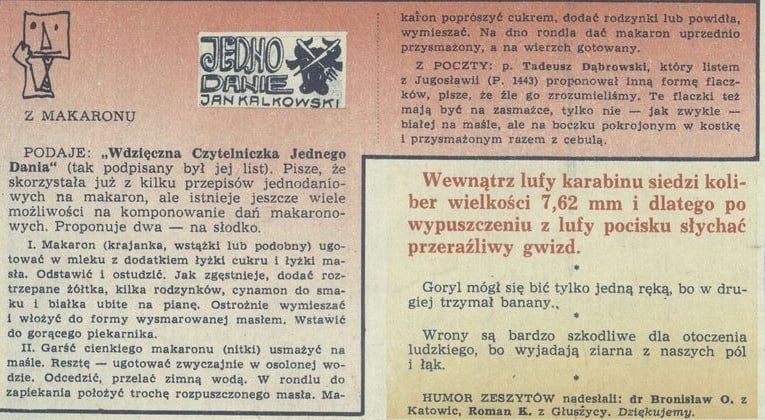 JEDNO
DANIE
JAN KALKOWSKI
Z MAKARONU
PODAJE: „Wdzięczna Czytelniczka Jednego
Dania" (tak podpisany był jej list). Pisze, że
skorzystała już z kilku przepisów jednodanio-
wych na makaron, ale istnieje jeszcze wiele
możliwości na komponowanie dań makarono-
wych. Proponuje dwa — na słodko.
I. Makaron (krajanka, wstążki lub podobny) ugo-
tować w mleku z dodatkiem łyżki cukru i łyżki ma-
sła. Odstawić i ostudzić. Jak zgęstnieje, dodać roz-
trzepane żółtka, kilka rodzynków, cynamon do sma-
ku i białka ubite na pianę. Ostrożnie wymieszać
i włożyć do formy wysmarowanej masłem. Wstawić
do gorącego piekarnika.
II. Garść cienkiego makaronu (nitki) usmażyć na
maśle. Resztę — ugotować zwyczajnie w osolonej wo-
dzie. Odcedzić, przelać zimną wodą. W rondlu do
zapiekania położyć trochę rozpuszczonego masła. Ma-
karon poprószyć cukrem, dodać rodzynki lub powidła,
wymieszać. Na dno rondla dać makaron uprzednio
przysmażony, a na wierzch gotowany.
Z POCZTY: p. Tadeusz Dąbrowski, który listem
z Jugosławii (P. 1443) proponował inną formę flacz-
ków, pisze, że źle go zrozumieliśmy. Te flaczki też
mają być na zasmażce, tylko nie — jak zwykle —
białej na maśle, ale na boczku pokrojonym w kostkę
i przysmażonym razem z cebulą.
Wewnątrz lufy karabinu siedzi koli-
ber wielkości 7,62 mm i dlatego po
wypuszczeniu z lufy pocisku słychać
przeraźliwy gwizd.
*
Goryl mógł się bić tylko jedną ręką, bo w dru-
giej trzymał banany..
*
Wrony są bardzo szkodliwe dla otoczenia
ludzkiego, bo wyjadają ziarna z naszych pól
i łąk.
*
HUMOR ZESZYTÓW nadesłali: dr Bronisław O. z
Katowic, Roman K. z Głuszycy. Dziękujemy.